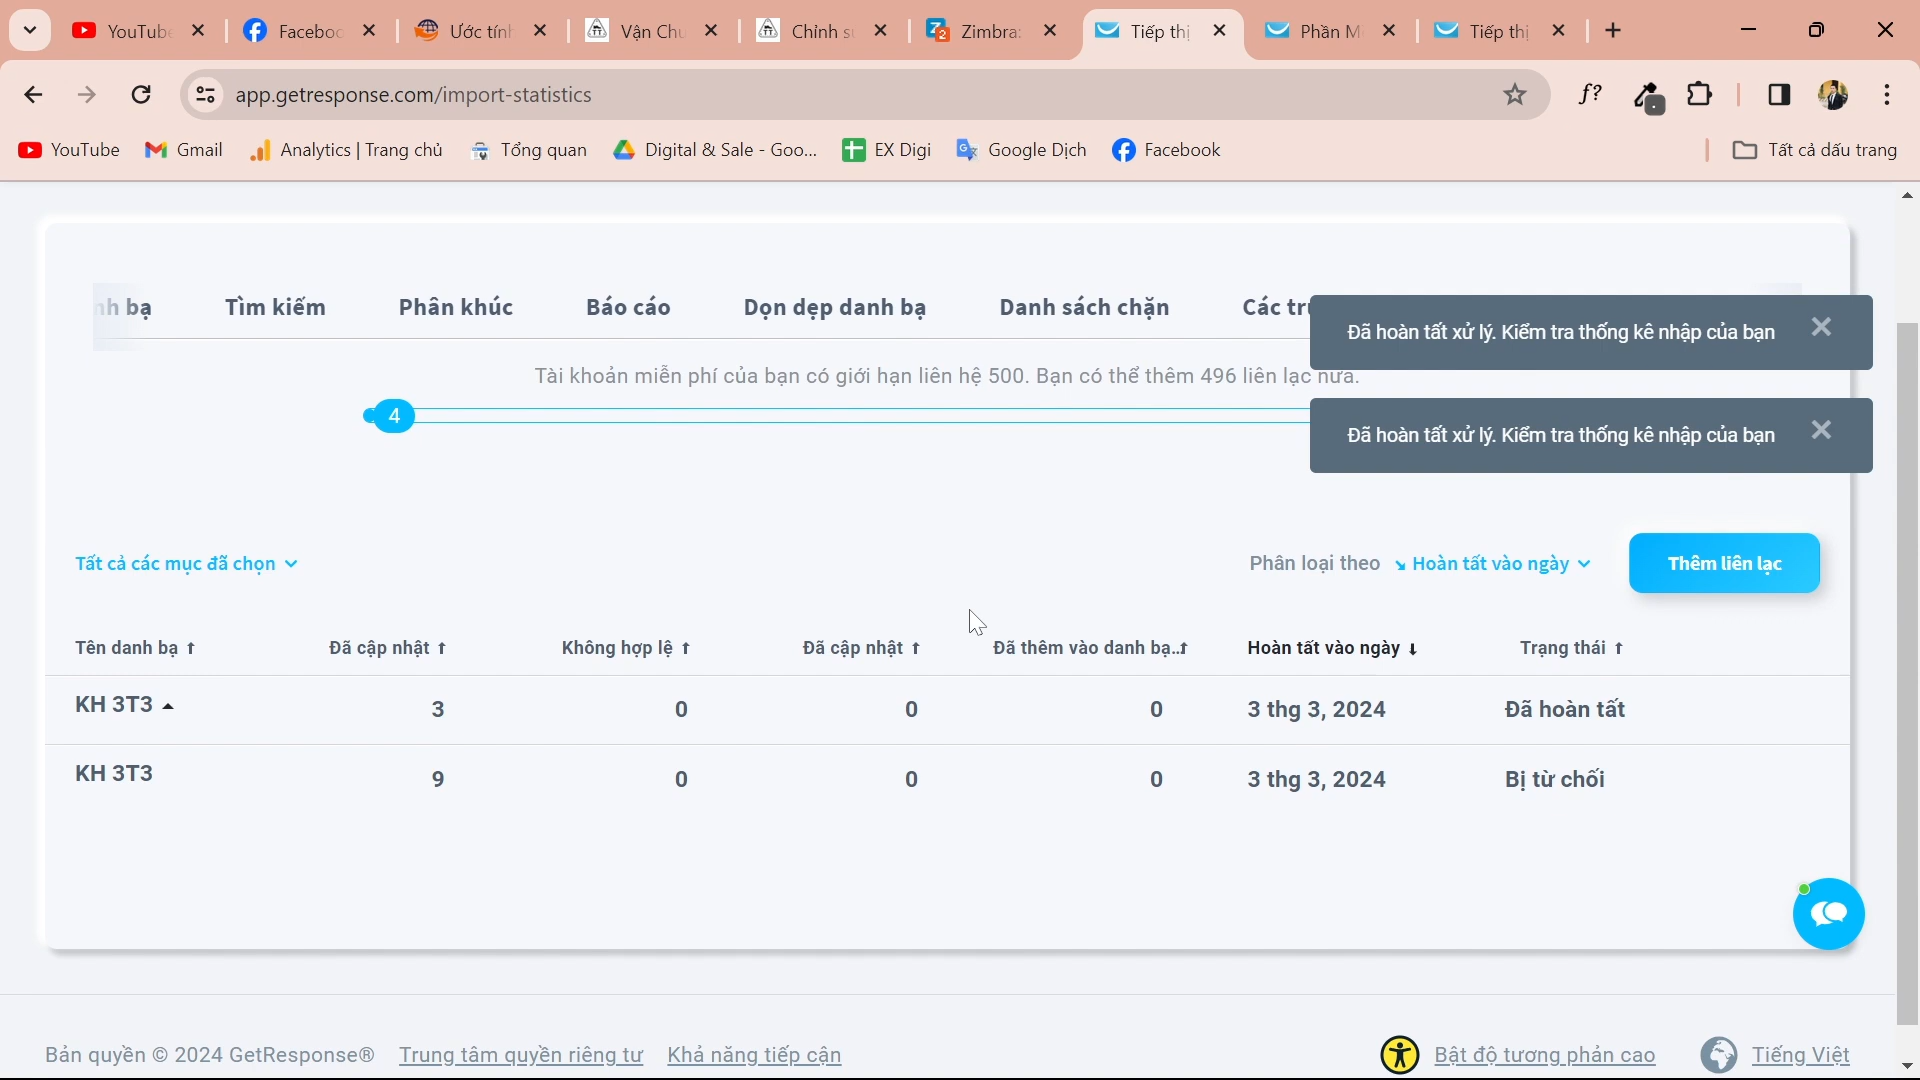 YouTube
Faceboo
Ước tính
Vận Chu
Chỉnh s
Zimbra:
Tiếp thị
Phần M
Tiếp thị
app.getresponse.com/import-statistics
f?
YouTube
Gmail
Analytics | Trang chủ
Tổng quan
Digital & Sale - Goo...
EX Digi
Google Dịch
Facebook
Tất cả dấu trang
nh bạ
Tìm kiếm
Phân khúc
Báo cáo
Dọn dẹp danh bạ
Danh sách chặn
Các trư
Đã hoàn tất xử lý. Kiểm tra thống kê nhập của bạn
Tài khoản miễn phí của bạn có giới hạn liên hệ 500. Bạn có thể thêm 496 liên lạc nữa.
4
Đã hoàn tất xử lý. Kiểm tra thống kê nhập của bạn
Tất cả các mục đã chọn
Phân loại theo
Hoàn tất vào ngày
Thêm liên lạc
Tên danh bạ
Đã cập nhật
Không hợp lệ
Đã cập nhật
Đã thêm vào danh bạ...
Hoàn tất vào ngày
Trạng thái
KH 3T3 3 0 0 0 3 thg 3, 2024 Đã hoàn tất
KH 3T3 9 0 0 0 3 thg 3, 2024 Bị từ chối
Bản quyền © 2024 GetResponse®
Trung tâm quyền riêng tư
Khả năng tiếp cận
Bật độ tương phản cao
Tiếng Việt